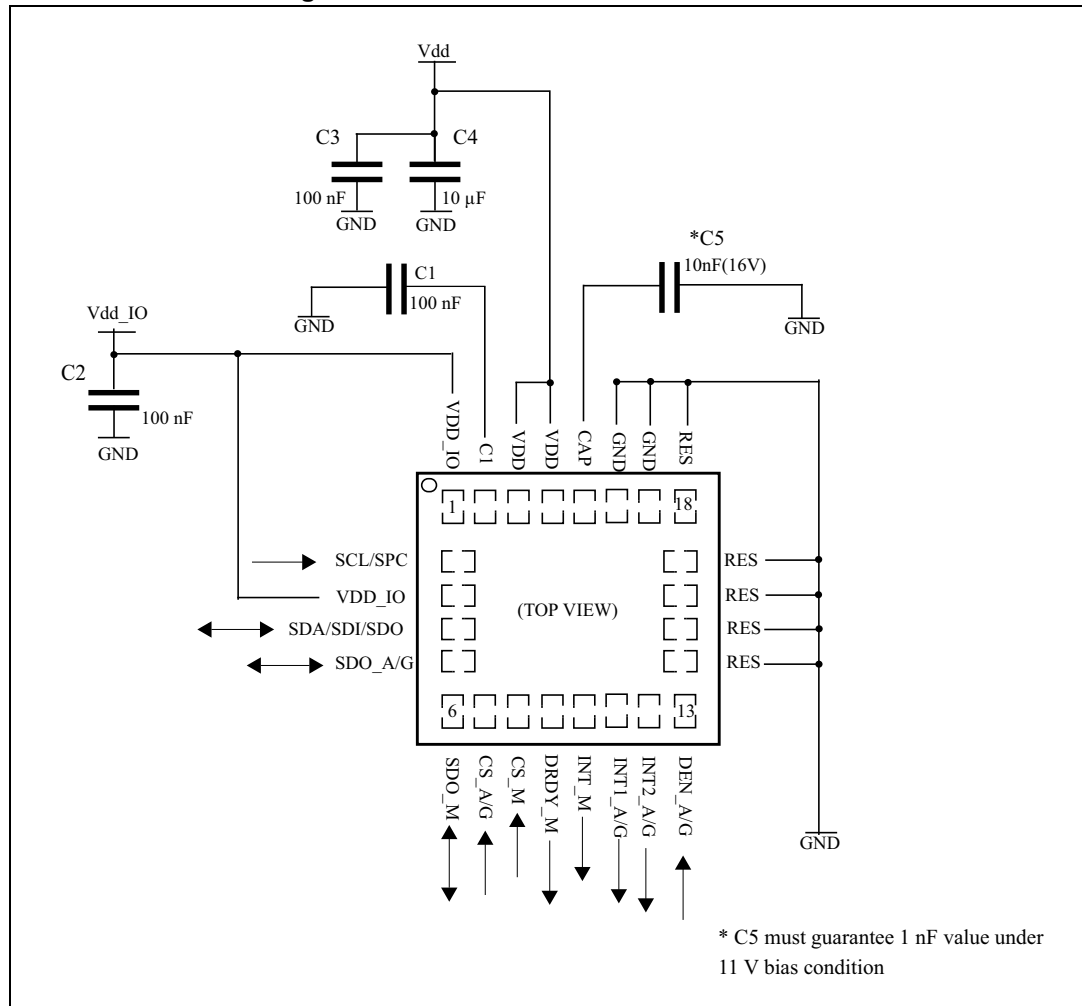 Vdd
C3
C4
100 nF
10 µF
GND
GND
*C5
10nF(16V)
C1
100 nF
GND
GND
Vdd_IO
C2
100 nF
GND
VDD_IO
C1
VDD
VDD
CAP
GND
GND
RES
1
18
SCL/SPC
RES
VDD_IO
RES
(TOP VIEW)
SDA/SDI/SDO
RES
SDO_A/G
RES
6
13
SDO_M
CS_A/G
CS_M
DRDY_M
INT_M
INT1_A/G
INT2_A/G
DEN_A/G
GND
* C5 must guarantee 1 nF value under
11 V bias condition